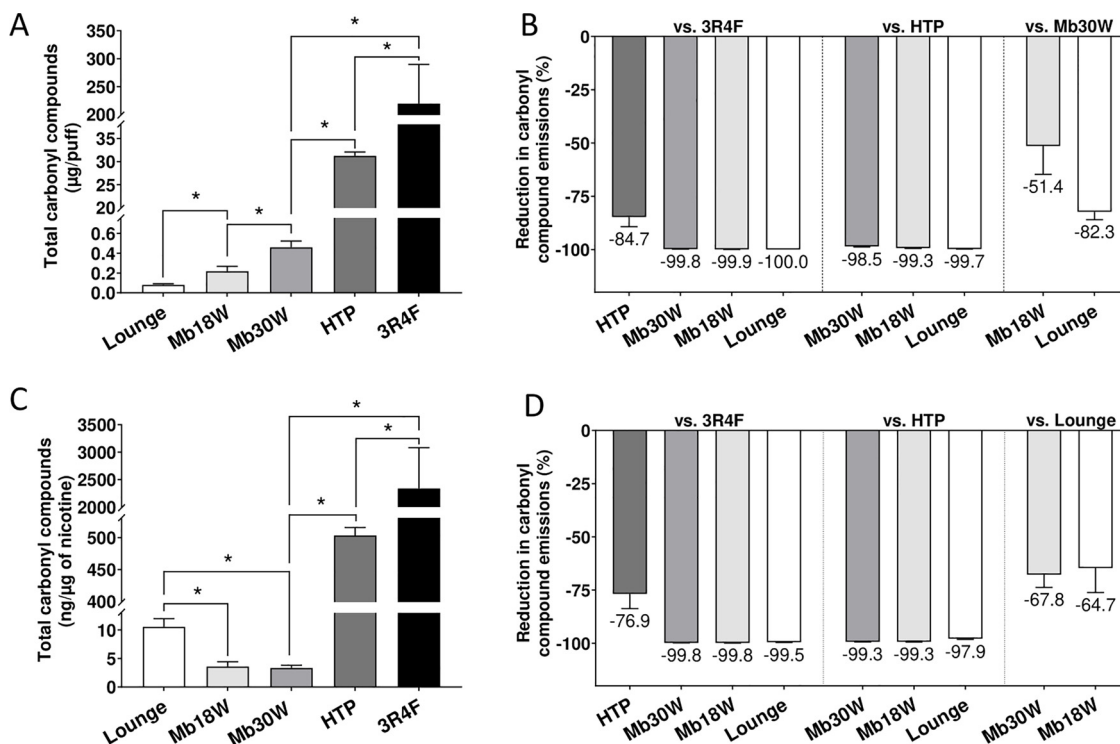 A
Total carbonyl compounds
(µg/puff)
350
300
250
200
35
30
25
20
0.6
0.4
0.2
0.0
*
*
*
*
*
Lounge
Mb18W
Mb30W
HTP
3R4F
B
Reduction in carbonyl
compound emissions (%)
vs. 3R4F
vs. HTP
vs. Mb30W
0
-25
-50
-75
-100
-84.7
-99.8
-99.9
-100.0
-98.5
-99.3
-99.7
-51.4
-82.3
HTP
Mb30W
Mb18W
Lounge
Mb30W
Mb18W
Lounge
Mb18W
Lounge
C
Total carbonyl compounds
(ng/µg of nicotine)
3500
3000
2500
2000
500
450
400
10
5
0
*
*
*
*
*
Lounge
Mb18W
Mb30W
HTP
3R4F
D
Reduction in carbonyl
compound emissions (%)
vs. 3R4F
vs. HTP
vs. Lounge
0
-25
-50
-75
-100
-76.9
-99.8
-99.8
-99.5
-99.3
-99.3
-97.9
-67.8
-64.7
HTP
Mb30W
Mb18W
Lounge
Mb30W
Mb18W
Lounge
Mb30W
Mb18W